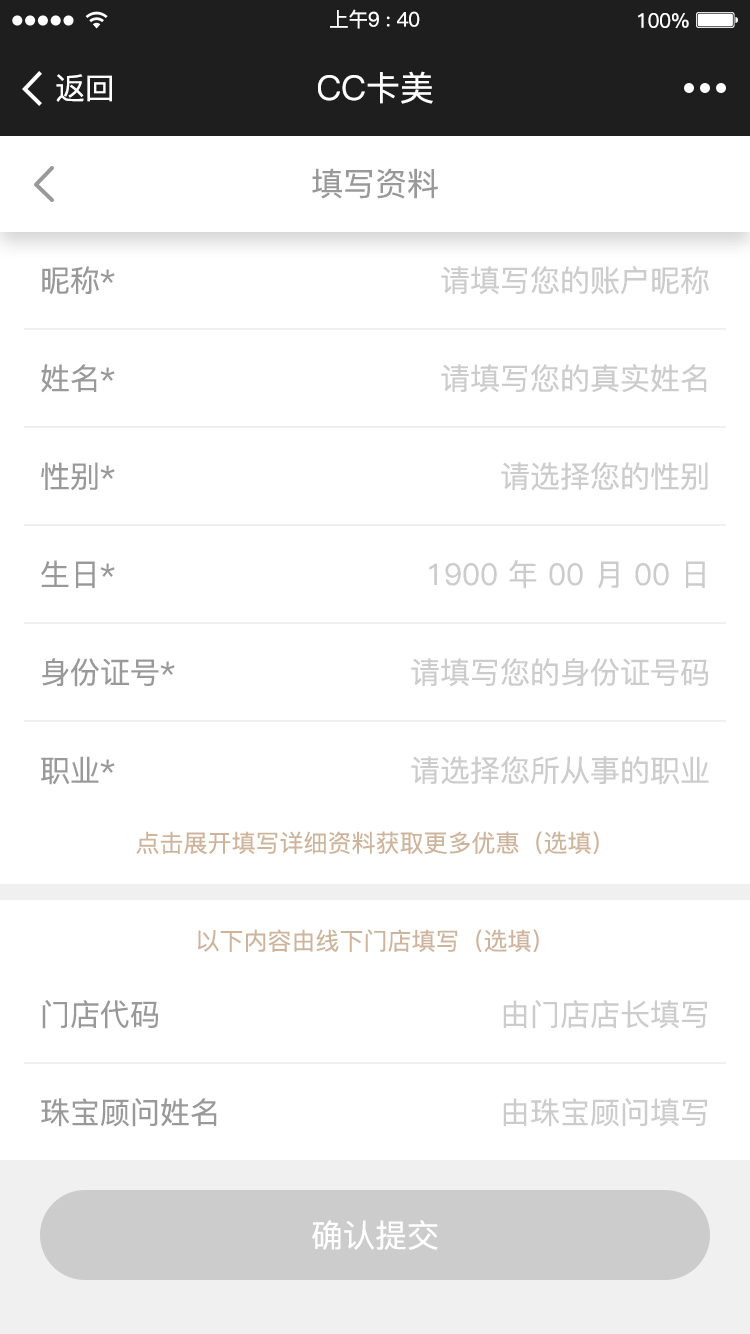 上午9 : 40
100%
返回
CC卡美
填写资料
昵称* 请填写您的账户昵称
姓名* 请填写您的真实姓名
性别* 请选择您的性别
生日* 1900 年 00 月 00 日
身份证号* 请填写您的身份证号码
职业* 请选择您所从事的职业
点击展开填写详细资料获取更多优惠（选填）
以下内容由线下门店填写（选填）
门店代码 由门店店长填写
珠宝顾问姓名 由珠宝顾问填写
确认提交